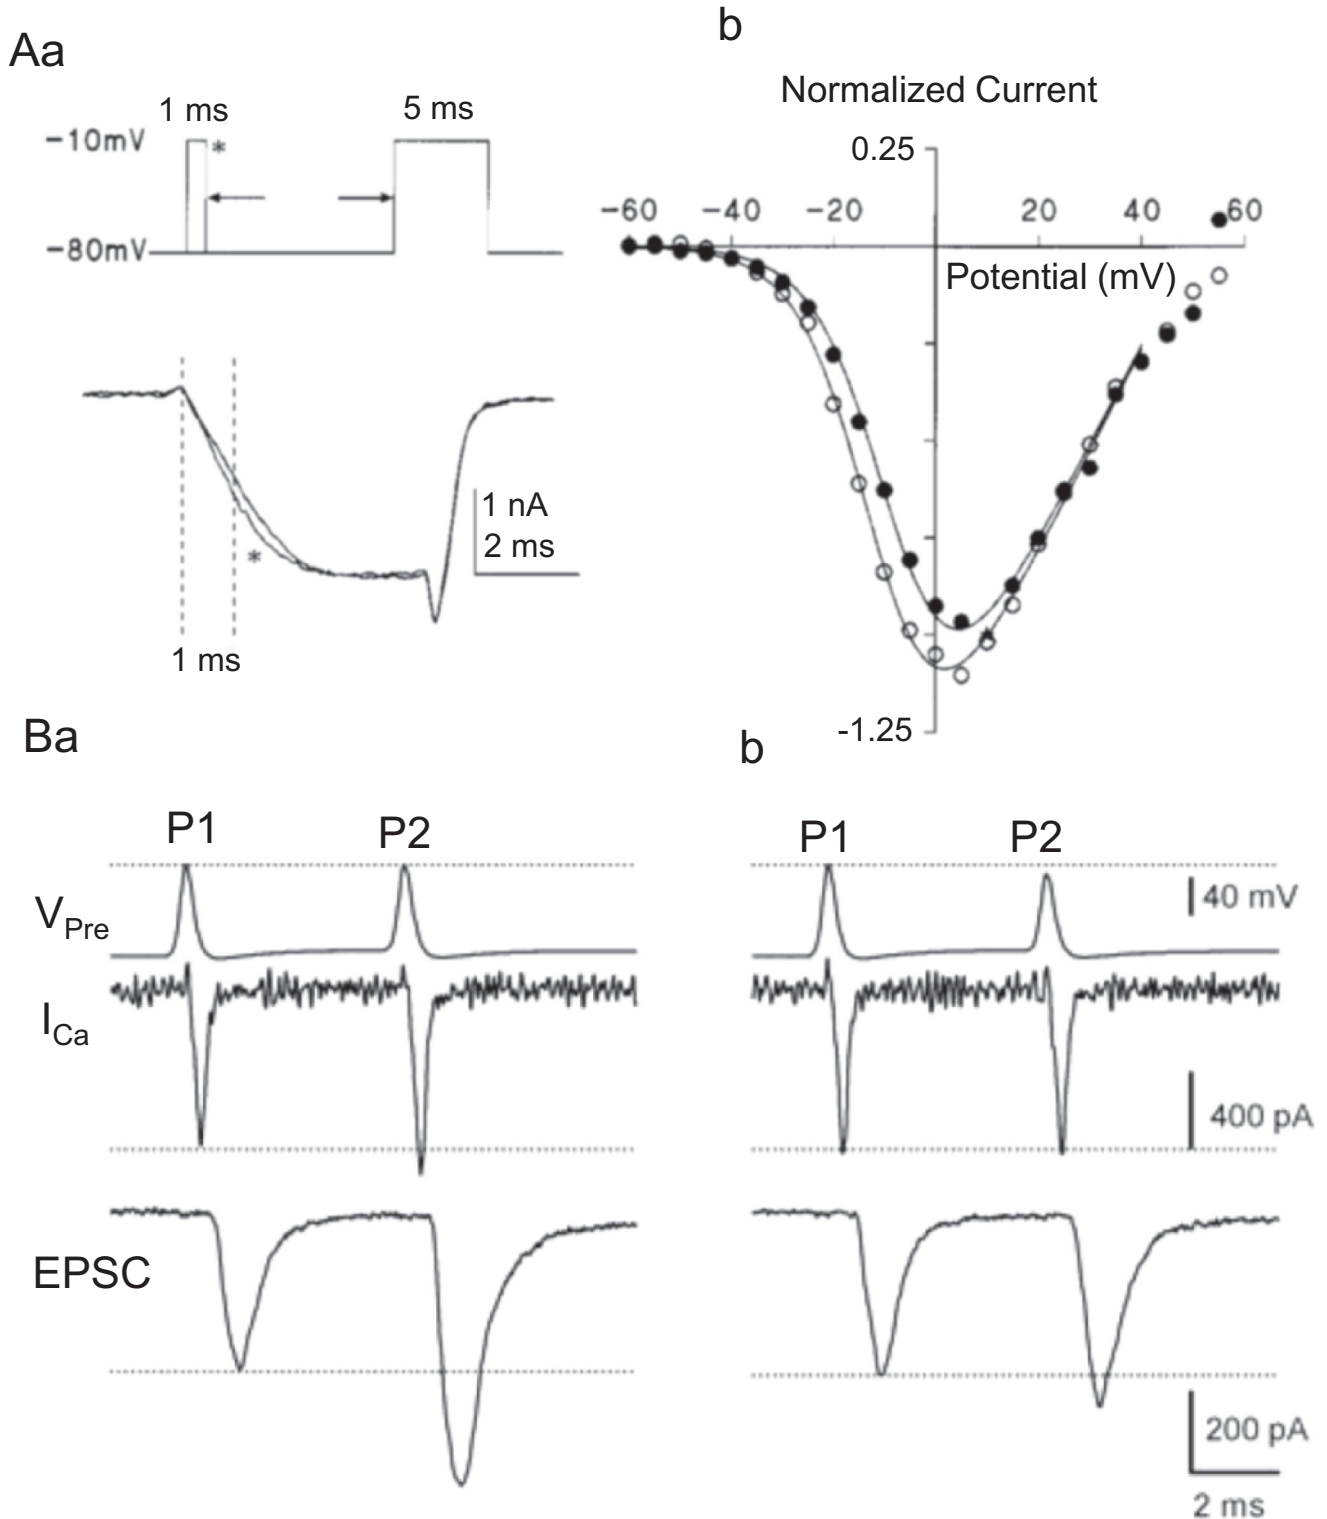 Aa
b
1 ms
5 ms
-10mV
*
-80mV
Normalized Current
0.25
-60 -40 -20 20 40 60
Potential (mV)
1 nA
2 ms
*
1 ms
-1.25
Ba
b
P1 P2
P1 P2
VPre
40 mV
ICa
400 pA
EPSC
200 pA
2 ms